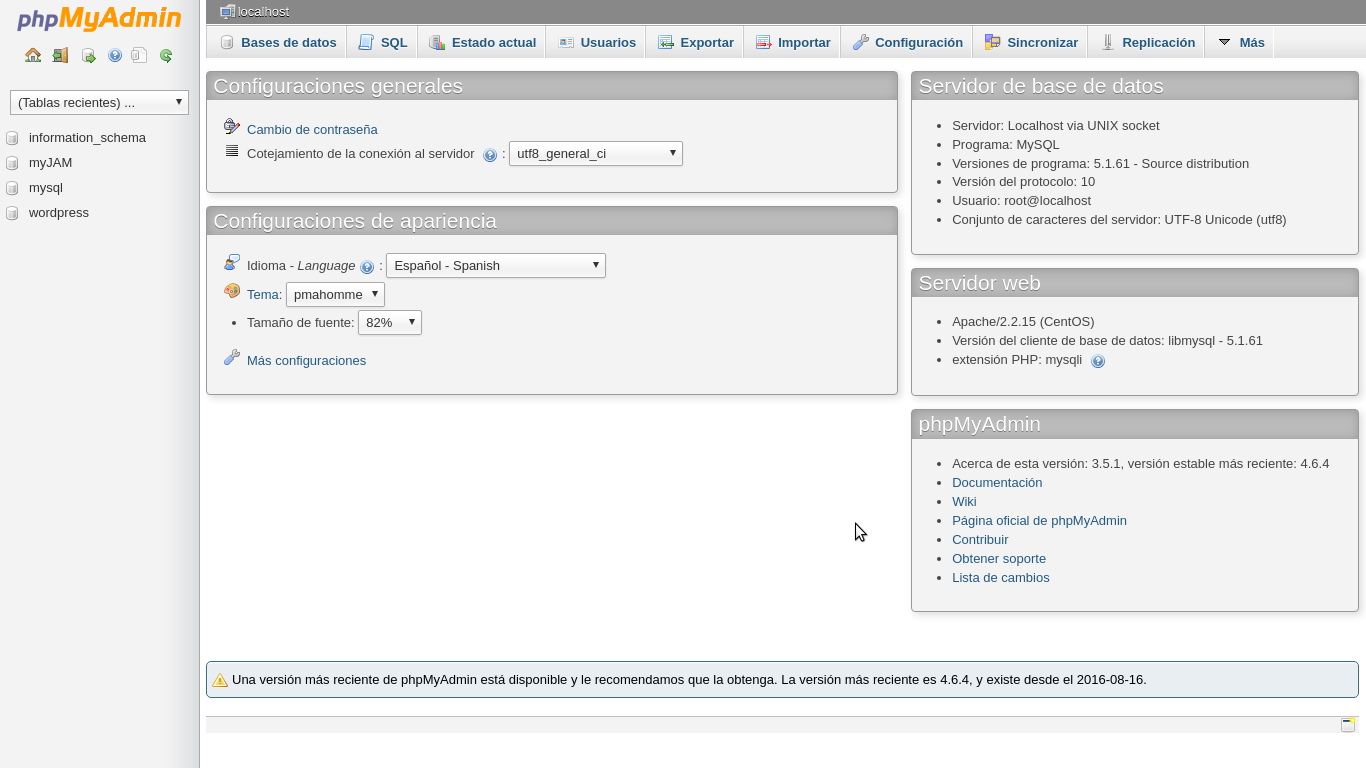 phpMyAdmin
(Tablas recientes) ...
information_schema
myJAM
mysql
wordpress
localhost
Bases de datos
SQL
Estado actual
Usuarios
Exportar
Importar
Configuración
Sincronizar
Replicación
Más
Configuraciones generales
Cambio de contraseña
Cotejamiento de la conexión al servidor : utf8_general_ci
Configuraciones de apariencia
Idioma - Language : Español - Spanish
Tema: pmahomme
Tamaño de fuente: 82%
Más configuraciones
Servidor de base de datos
Servidor: Localhost via UNIX socket
Programa: MySQL
Versiones de programa: 5.1.61 - Source distribution
Versión del protocolo: 10
Usuario: root@localhost
Conjunto de caracteres del servidor: UTF-8 Unicode (utf8)
Servidor web
Apache/2.2.15 (CentOS)
Versión del cliente de base de datos: libmysql - 5.1.61
extensión PHP: mysqli
phpMyAdmin
Acerca de esta versión: 3.5.1, versión estable más reciente: 4.6.4
Documentación
Wiki
Página oficial de phpMyAdmin
Contribuir
Obtener soporte
Lista de cambios
Una versión más reciente de phpMyAdmin está disponible y le recomendamos que la obtenga. La versión más reciente es 4.6.4, y existe desde el 2016-08-16.